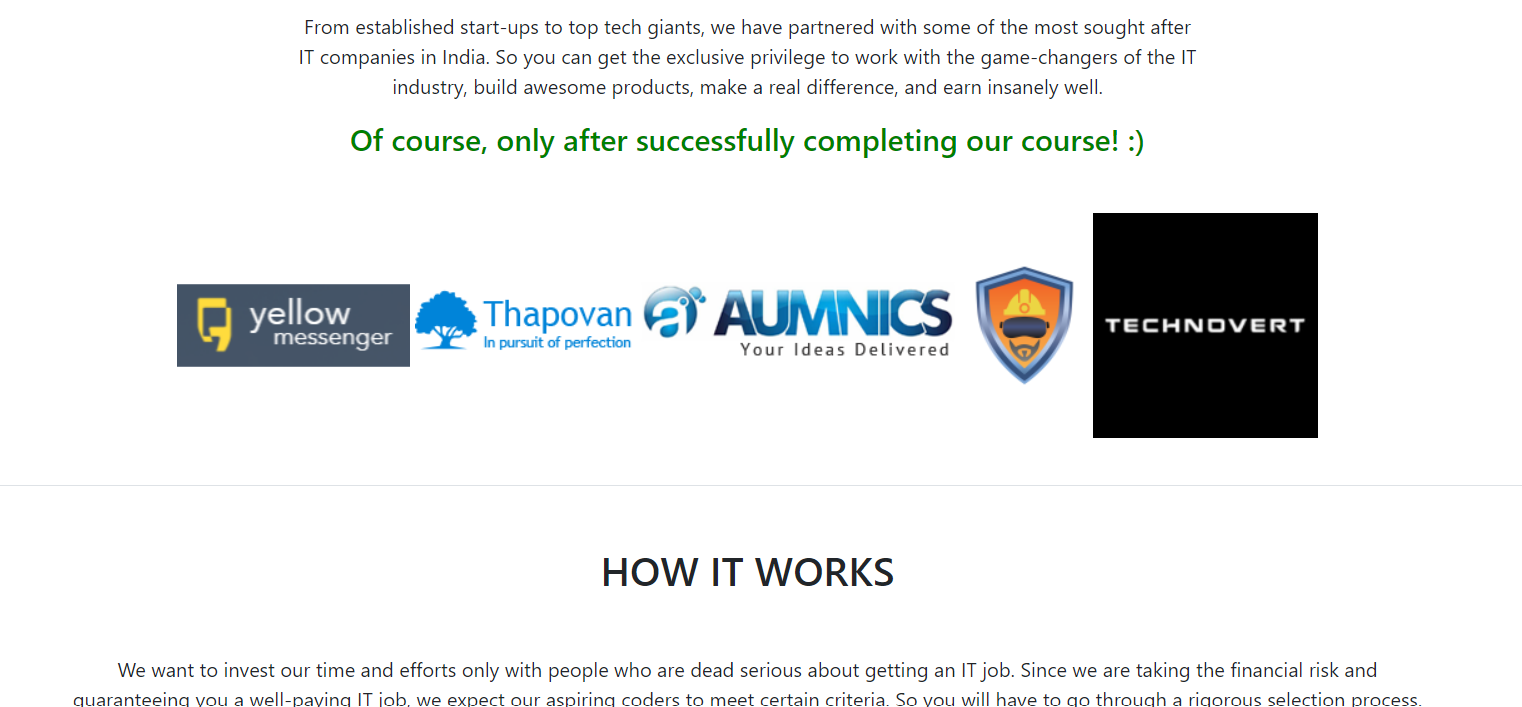 From established start-ups to top tech giants, we have partnered with some of the most sought after
IT companies in India. So you can get the exclusive privilege to work with the game-changers of the IT
industry, build awesome products, make a real difference, and earn insanely well.
Of course, only after successfully completing our course! :)
yellow
messenger
Thapovan
In pursuit of perfection
AUMNICS
Your Ideas Delivered
TECHNOVERT
HOW IT WORKS
We want to invest our time and efforts only with people who are dead serious about getting an IT job. Since we are taking the financial risk and
guaranteeing you a well-paying IT job, we expect our aspiring coders to meet certain criteria. So you will have to go through a rigorous selection process.